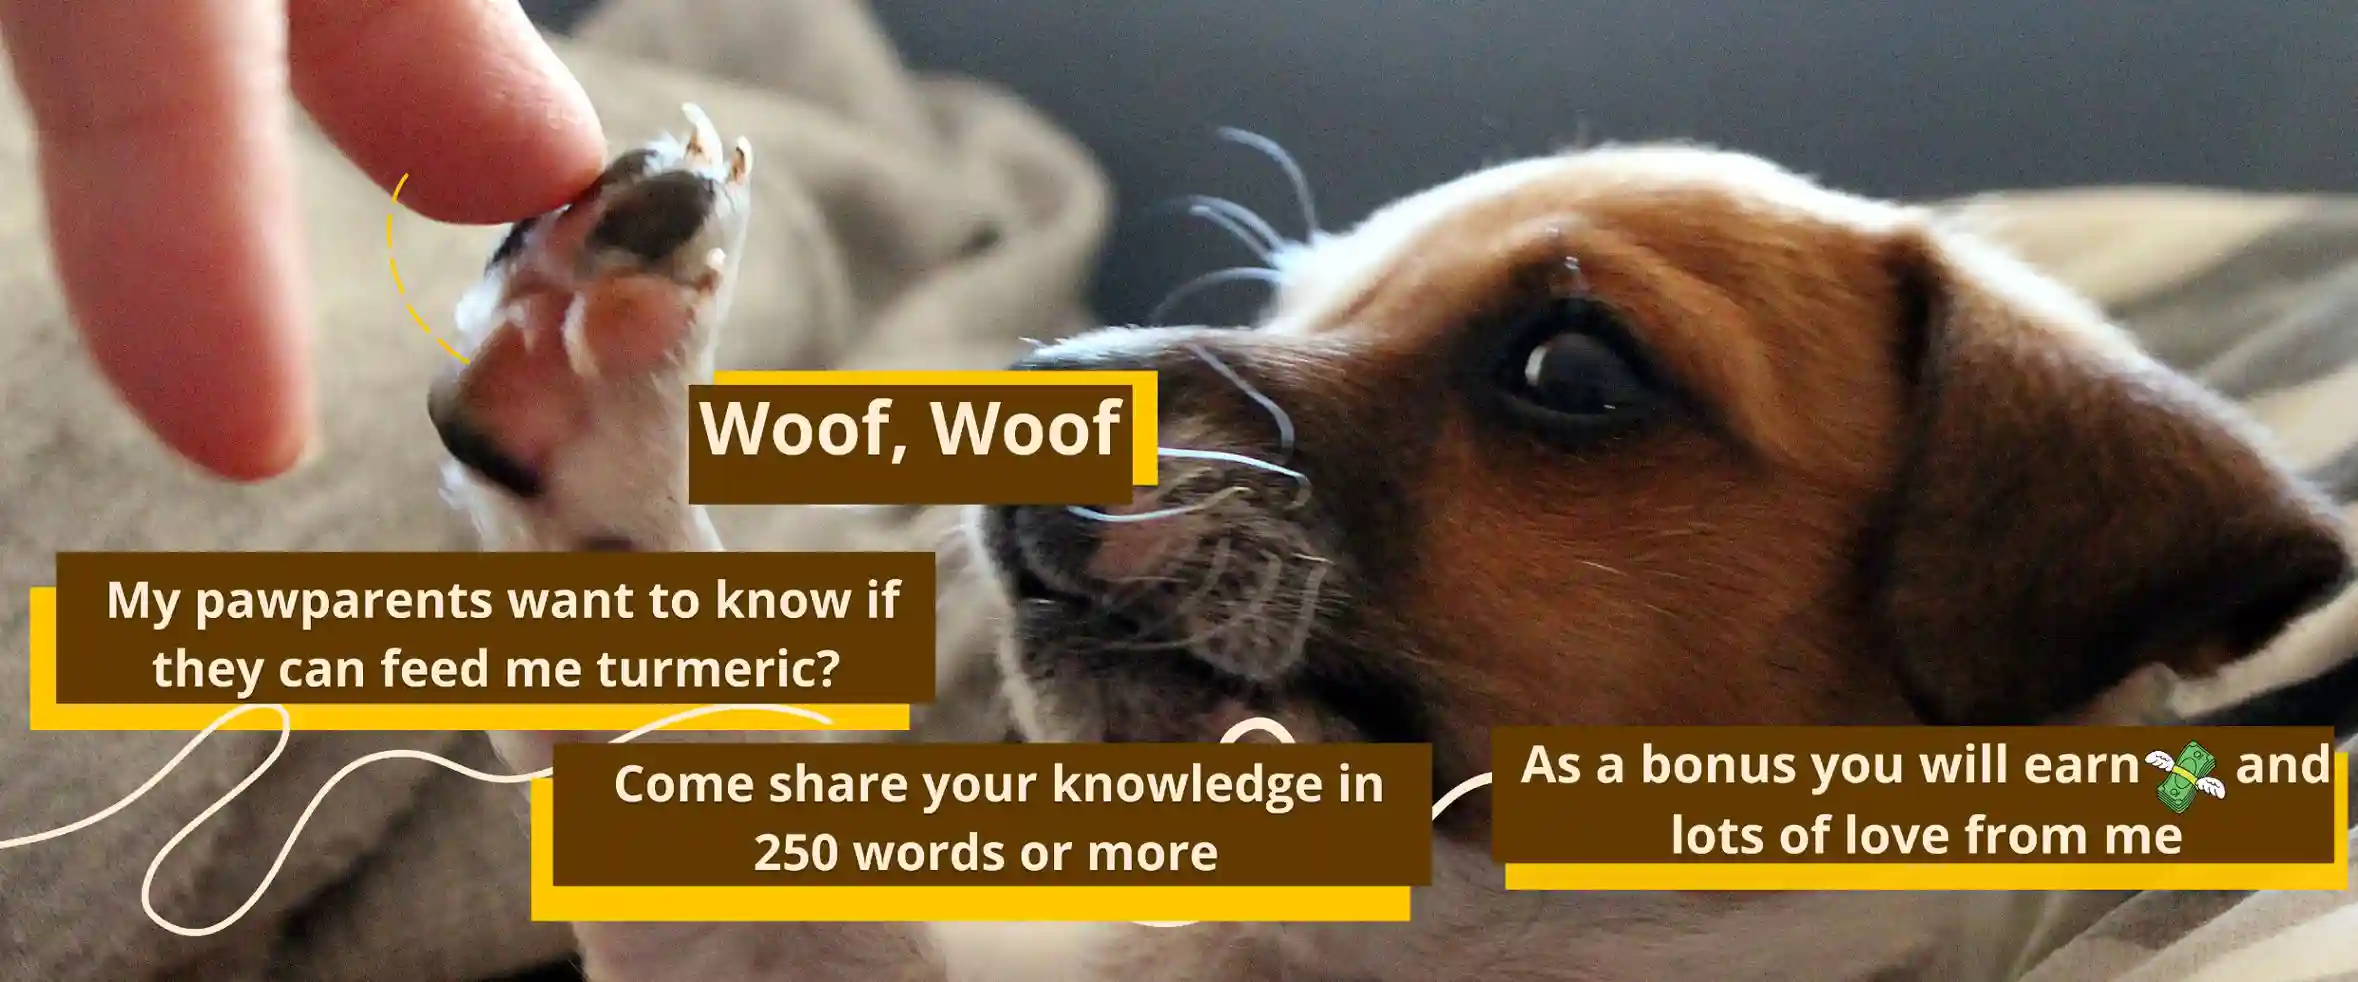 Woof, Woof
My pawparents want to know if
they can feed me turmeric?
Come share your knowledge in
250 words or more
As a bonus you will earn💸 and
lots of love from me